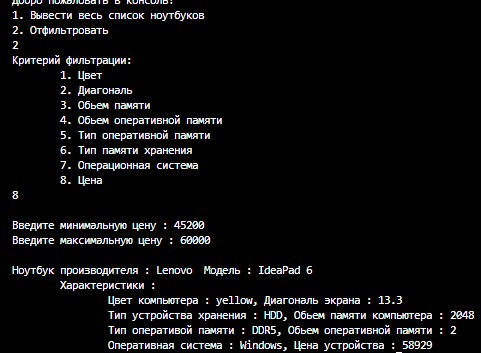 Добро пожаловать в консоль!
1. Вывести весь список ноутбуков
2. Отфильтровать
2
Критерий фильтрации:
1. Цвет
2. Диагональ
3. Обьем памяти
4. Обьем оперативной памяти
5. Тип оперативной памяти
6. Тип памяти хранения
7. Операционная система
8. Цена
8
Введите минимальную цену : 45200
Введите максимальную цену : 60000
Ноутбук производителя : Lenovo Модель : IdeaPad 6
Характеристики :
Цвет компьютера : yellow, Диагональ экрана : 13.3
Тип устройства хранения : HDD, Обьем памяти компьютера : 2048
Тип оперативой памяти : DDR5, Обьем оперативной памяти : 2
Оперативная система : Windows, Цена устройства : 58929